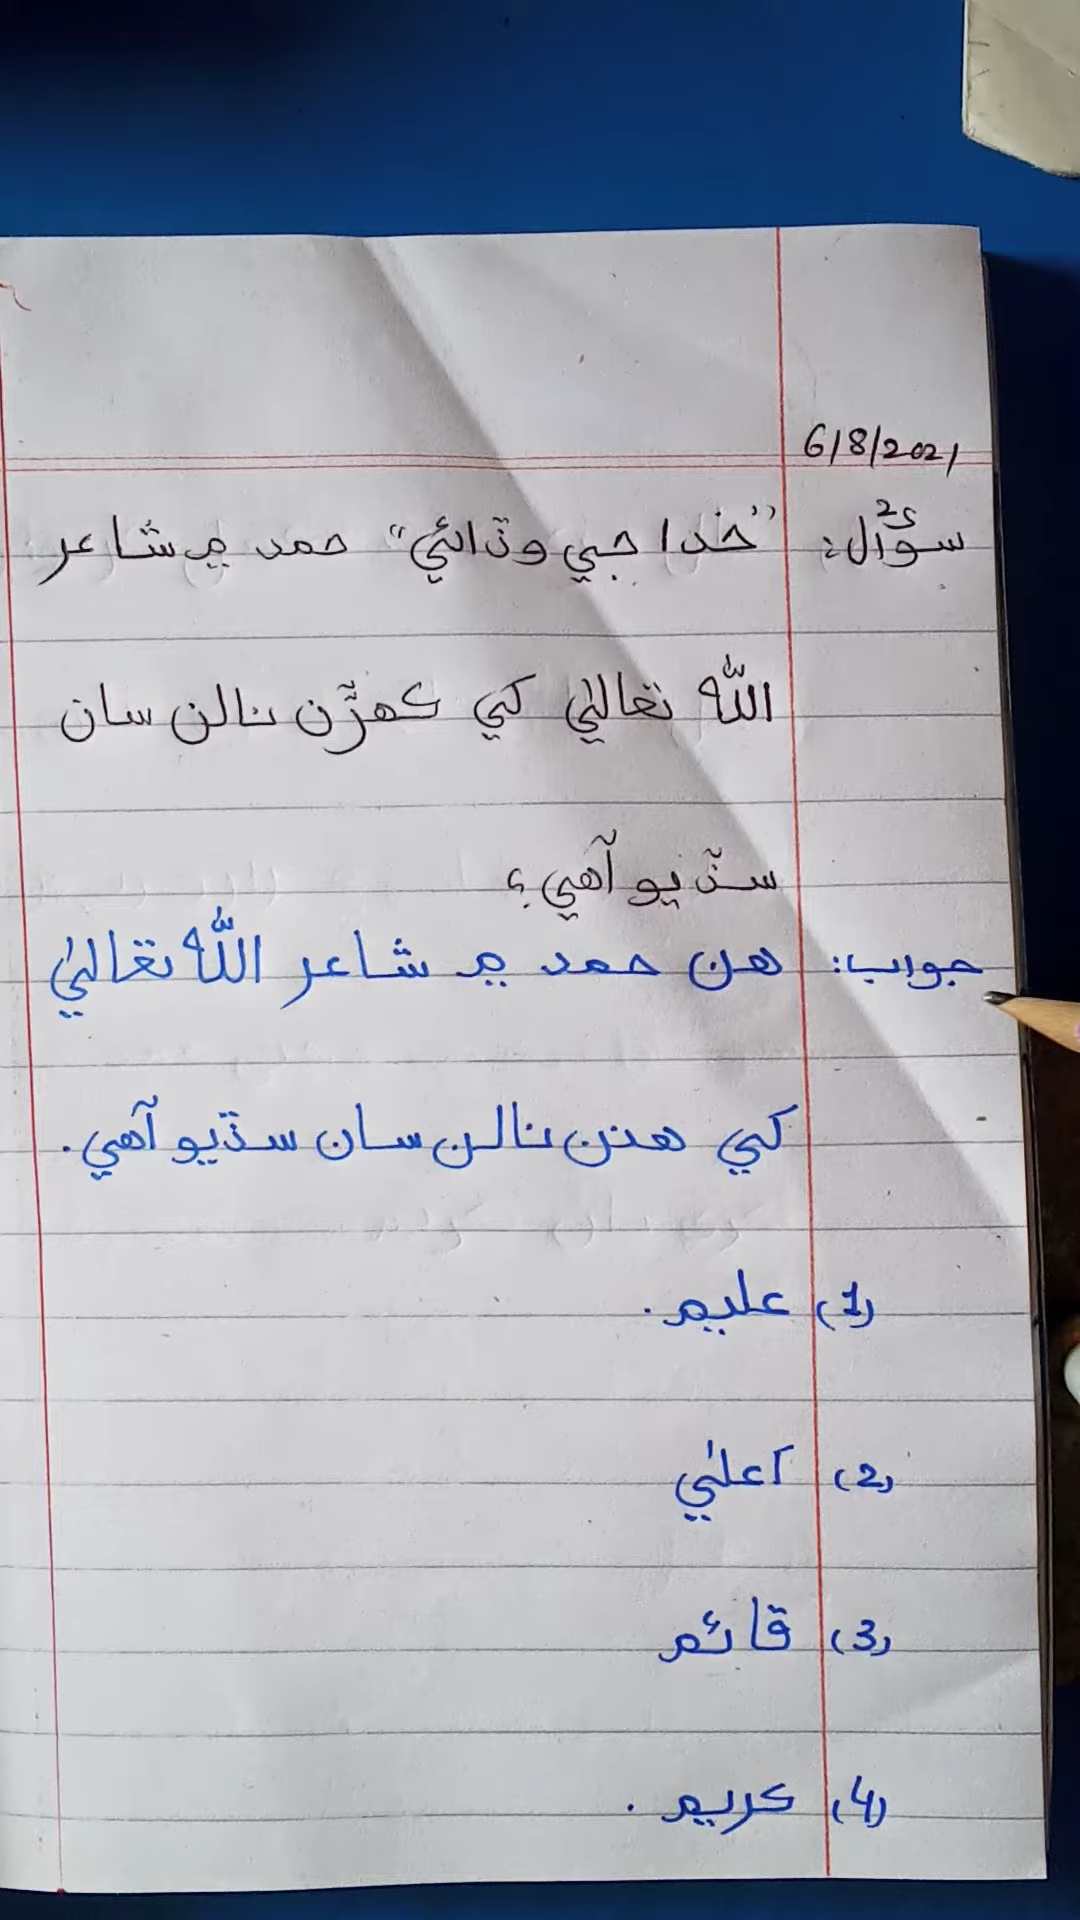 6/8/2021
سوال2: "خدا جي وڏائي" حمد ۾ شاعر
الله تعاليٰ کي ڪهڙن نالن سان
سڏيو آهي؟
جواب: هن حمد ۾ شاعر الله تعاليٰ
کي هنن نالن سان سڏيو آهي.
(1) عليم.
(2) اعليٰ
(3) قائم
(4) ڪريم.